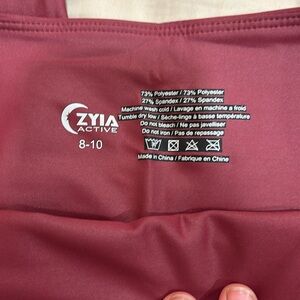 ZYIA
ACTIVE
8-10
73% Polyester / 73% Polyester
27% Spandex / 27% Spandex
Machine wash cold / Lavage en machine a froid
Tumble dry low / Sèche-linge à basse température
Do not bleach / Ne pas javelliser
Do not iron / Pas de repassage
Made in China / Fabrique en Chine